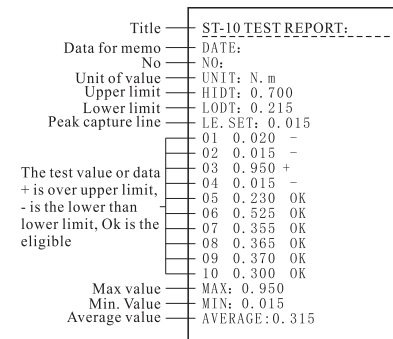 Title ST-10 TEST REPORT:
Data for memo DATE:
No NO:
Unit of value UNIT: N.m
Upper limit HIDT: 0.700
Lower limit LODT: 0.215
Peak capture line LE.SET: 0.015
01 0.020 -
02 0.015 -
03 0.950 +
04 0.015 -
05 0.230 OK
06 0.525 OK
07 0.355 OK
08 0.365 OK
09 0.370 OK
10 0.300 OK
The test value or data
+ is over upper limit,
- is the lower than
lower limit, Ok is the
eligible
Max value MAX: 0.950
Min. Value MIN: 0.015
Average value AVERAGE:0.315